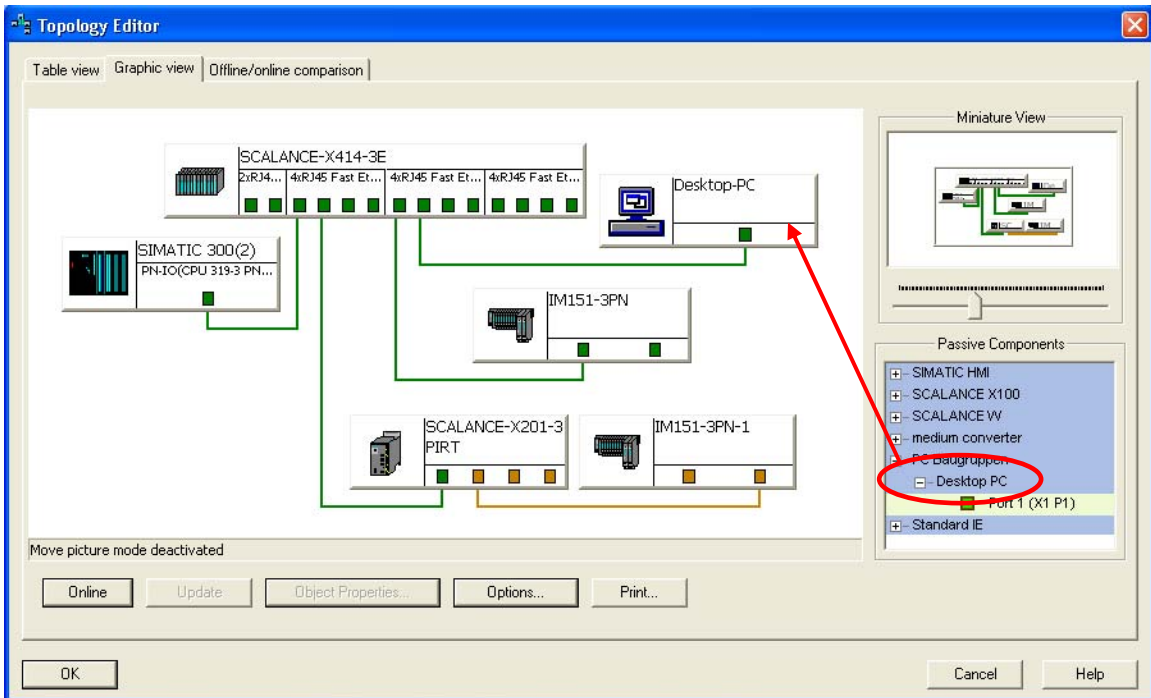 Topology Editor
Table view Graphic view Offline/online comparison
SCALANCE-X414-3E
2xRJ4... 4xRJ45 Fast Et... 4xRJ45 Fast Et... 4xRJ45 Fast Et...
Desktop-PC
SIMATIC 300(2)
PN-IO(CPU 319-3 PN...
IM151-3PN
SCALANCE-X201-3
PIRT
IM151-3PN-1
Move picture mode deactivated
Online Update Object Properties... Options... Print...
Miniature View
Passive Components
SIMATIC HMI
SCALANCE X100
SCALANCE W
medium converter
PC Baugruppen
Desktop PC
Port 1 (X1 P1)
Standard IE
OK Cancel Help